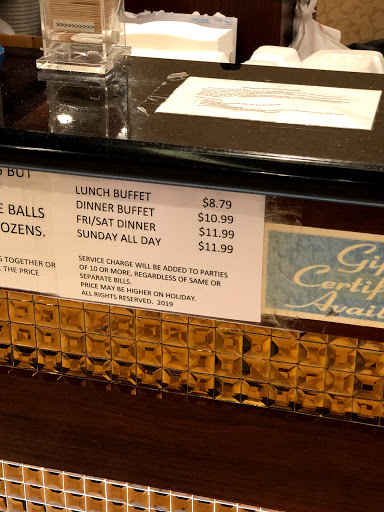 G BUT
E BALLS
OZENS.
G TOGETHER OR
THE PRICE
LUNCH BUFFET $8.79
DINNER BUFFET $10.99
FRI/SAT DINNER $11.99
SUNDAY ALL DAY $11.99
SERVICE CHARGE WILL BE ADDED TO PARTIES
OF 10 OR MORE, REGARDLESS OF SAME OR
SEPARATE BILLS.
PRICE MAY BE HIGHER ON HOLIDAY.
ALL RIGHTS RESERVED. 2019
Gif
Certif
Avail